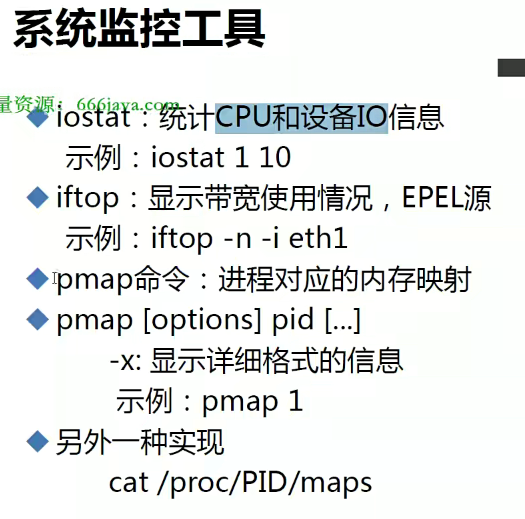 系统监控工具
量资源：666java.com
iostat：统计CPU和设备IO信息
示例：iostat 1 10
iftop：显示带宽使用情况，EPEL源
示例：iftop -n -i eth1
pmap命令：进程对应的内存映射
pmap [options] pid [...]
-x: 显示详细格式的信息
示例：pmap 1
另外一种实现
cat /proc/PID/maps